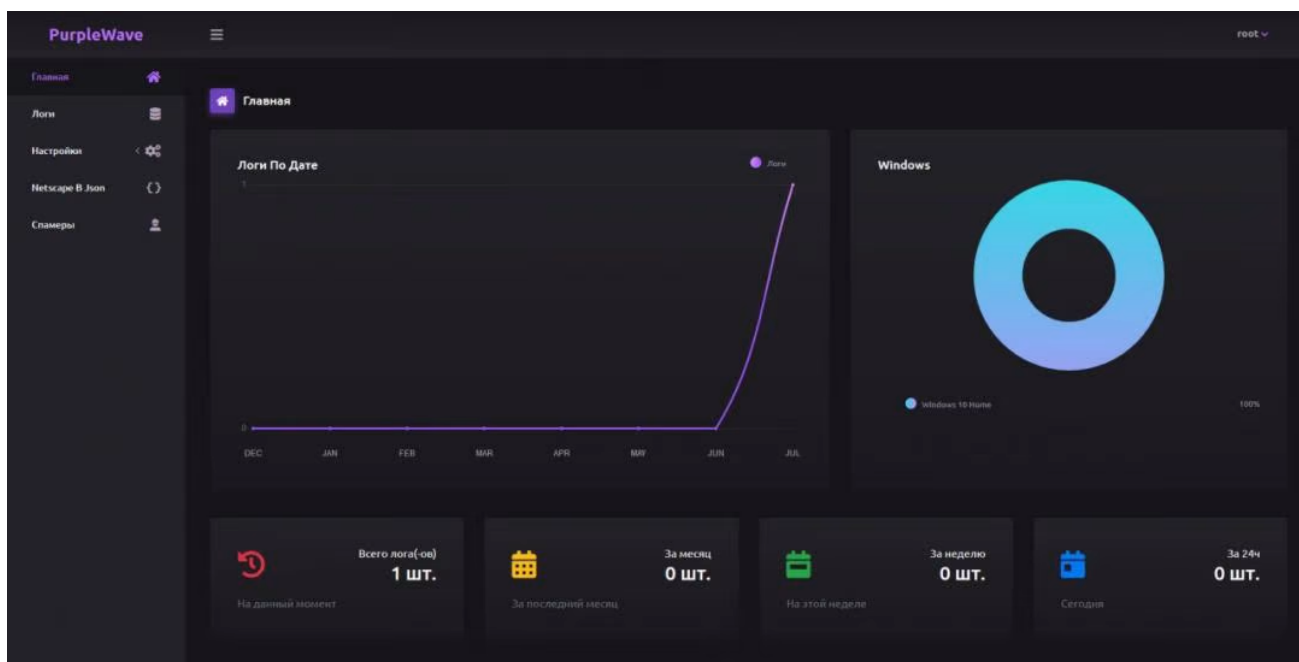 PurpleWave
root
Главная
Логи
Настройки
Netscape В Json
Спамеры
Главная
Логи По Дате
Логи
1
0
DEC JAN FEB MAR APR MAY JUN JUL
Windows
Windows 10 Home 100%
Всего лога(-ов)
1 шт.
На данный момент
За месяц
0 шт.
За последний месяц
За неделю
0 шт.
На этой неделе
За 24ч
0 шт.
Сегодня